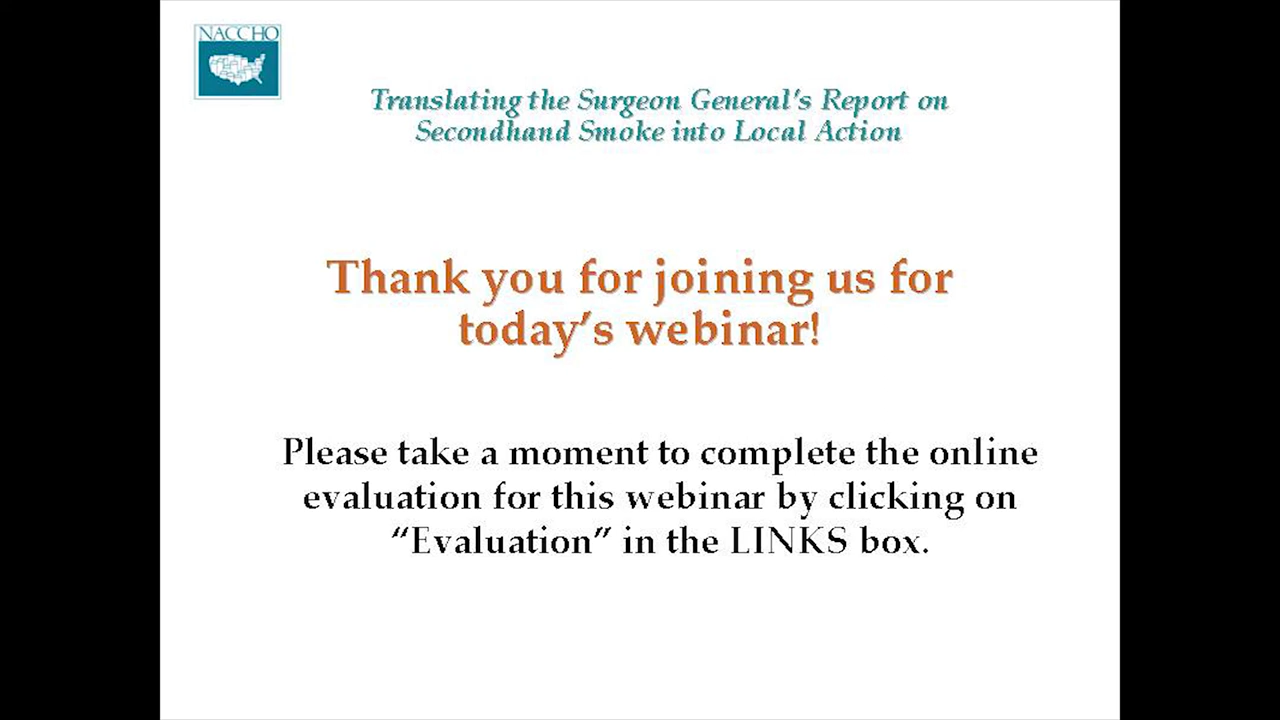 NACCHO
Translating the Surgeon General's Report on
Secondhand Smoke into Local Action
Thank you for joining us for
today's webinar!
Please take a moment to complete the online
evaluation for this webinar by clicking on
“Evaluation” in the LINKS box.